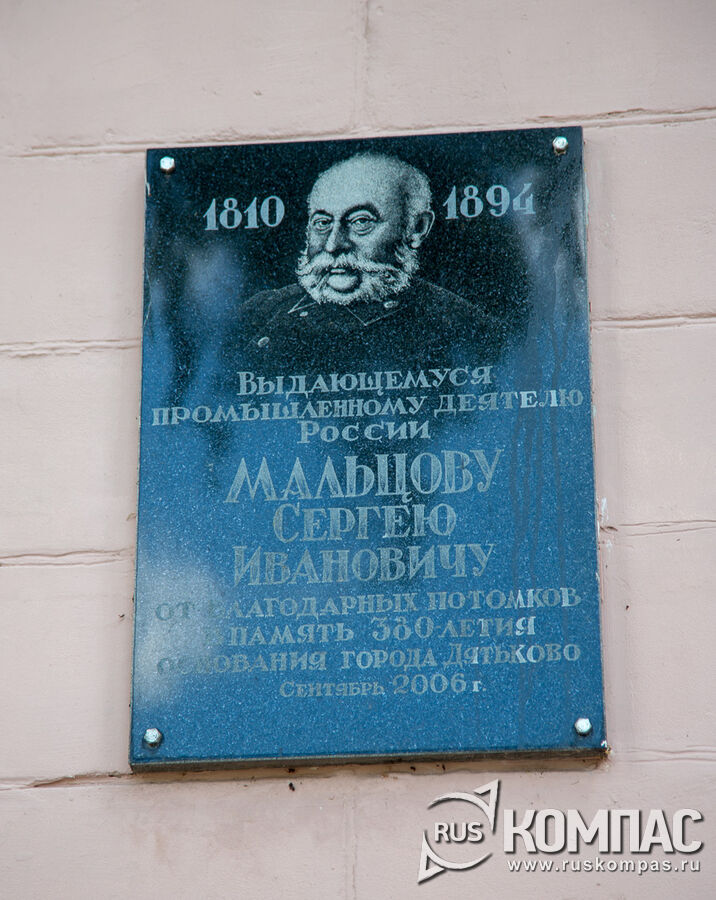 1810 1894
Выдающемуся
промышленному деятелю
России
Мальцову
Сергею
Ивановичу
от благодарных потомков
в память 380 летия
основания города Дятьково
Сентябрь 2006 г.
RUS КОМПАС
www.ruskompas.ru